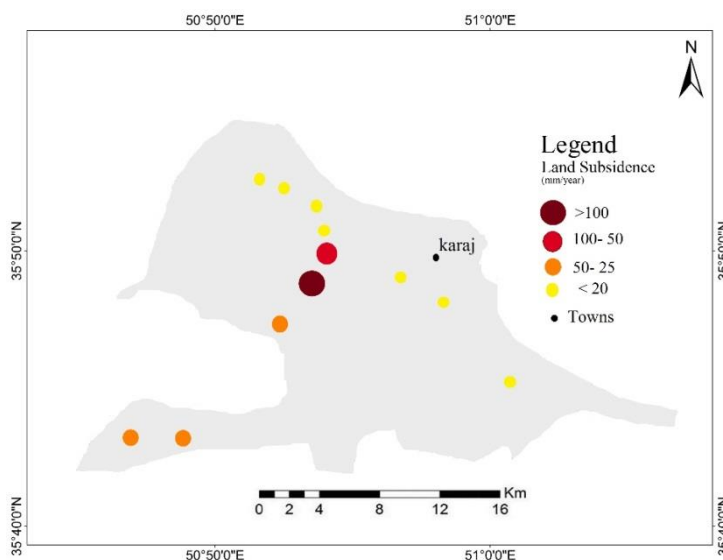 50°50'0"E
51°0'0"E
N
Legend
Land Subsidence
(mm/year)
>100
100- 50
50- 25
< 20
Towns
karaj
35°50'0"N
35°50'0"N
Km
0 2 4 8 12 16
35°40'0"N
35°40'0"N
50°50'0"E
51°0'0"E